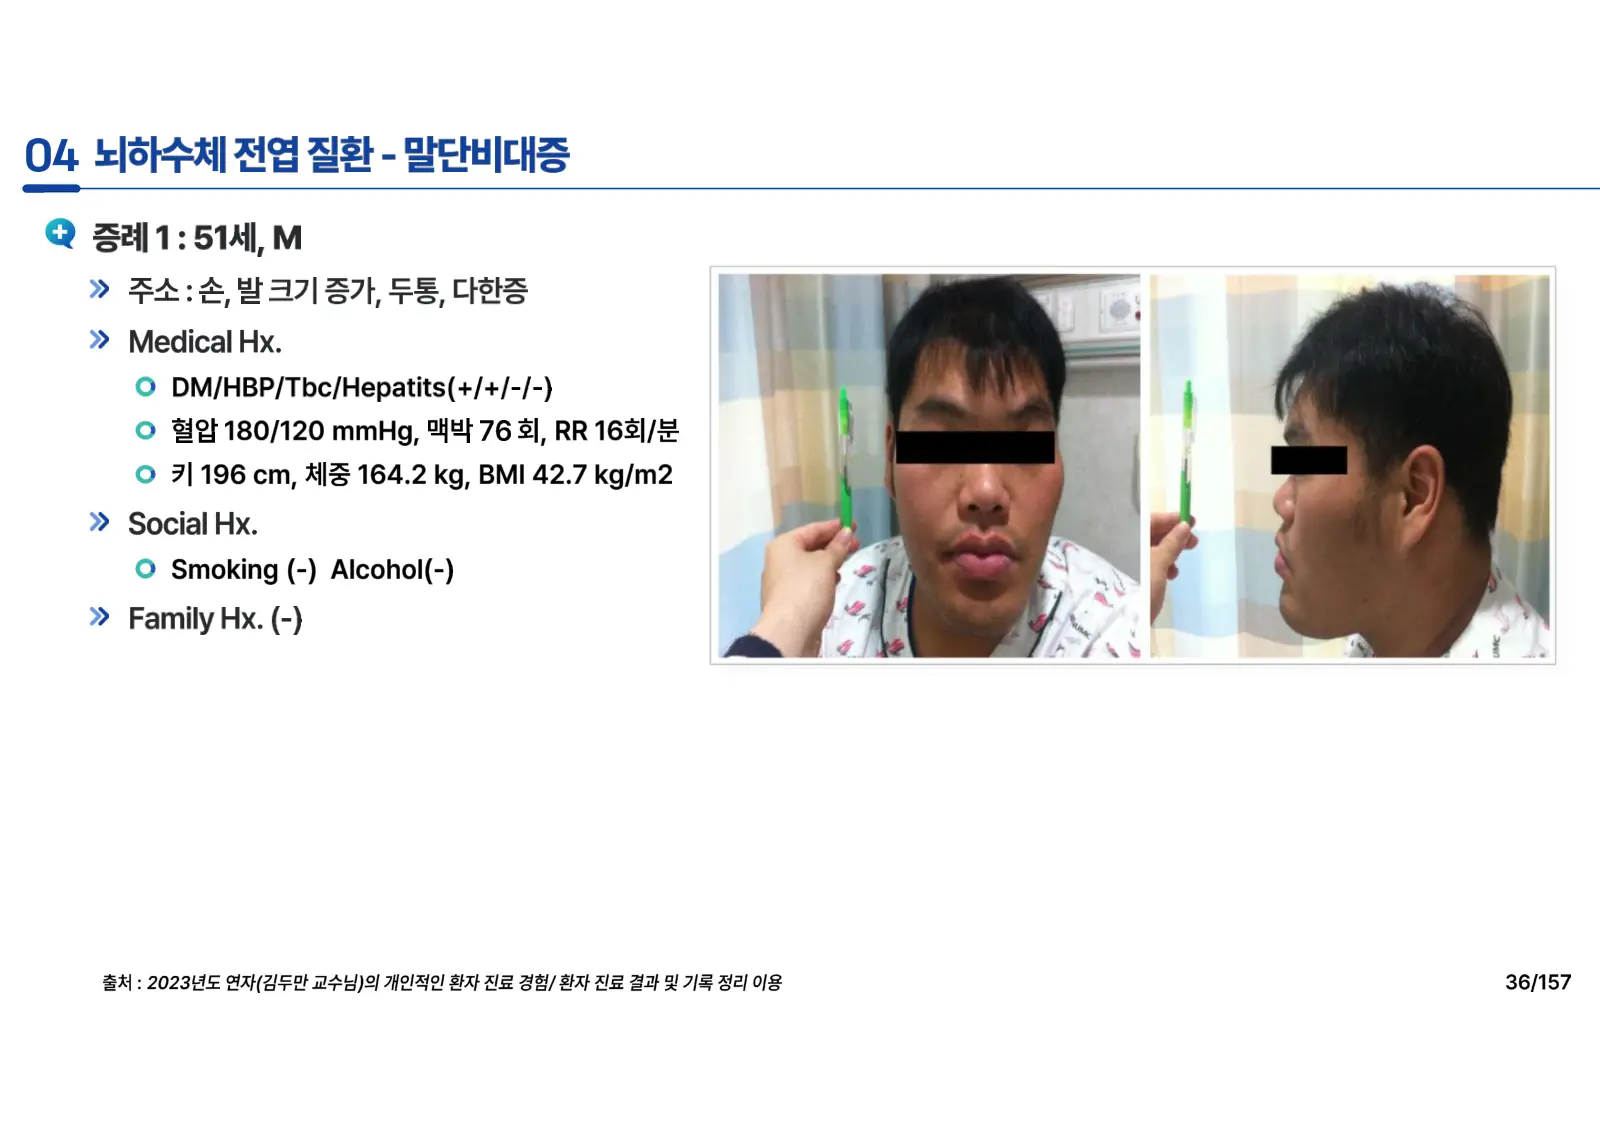 04 뇌하수체 전엽 질환 - 말단비대증
증례 1 : 51세, M
주소 : 손, 발 크기 증가, 두통, 다한증
Medical Hx.
DM/HBP/Tbc/Hepatits(+/+/-/-)
혈압 180/120 mmHg, 맥박 76 회, RR 16회/분
키 196 cm, 체중 164.2 kg, BMI 42.7 kg/m2
Social Hx.
Smoking (-) Alcohol(-)
Family Hx. (-)
출처 : 2023년도 연자(김두만 교수님)의 개인적인 환자 진료 경험/ 환자 진료 결과 및 기록 정리 이용
36/157